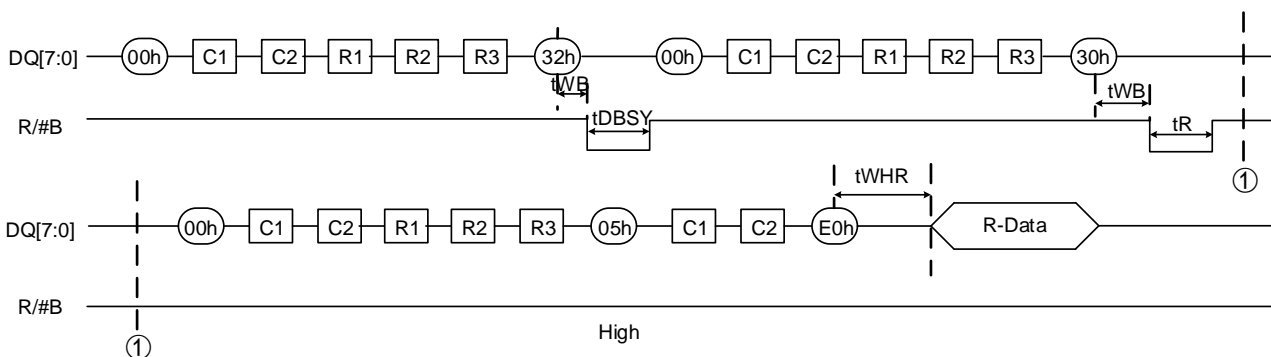 DQ[7:0] 00h C1 C2 R1 R2 R3 32h 00h C1 C2 R1 R2 R3 30h
tWB tWB
R/#B tDBSY tR
①
tWHR
DQ[7:0] 00h C1 C2 R1 R2 R3 05h C1 C2 E0h R-Data
R/#B
High
①